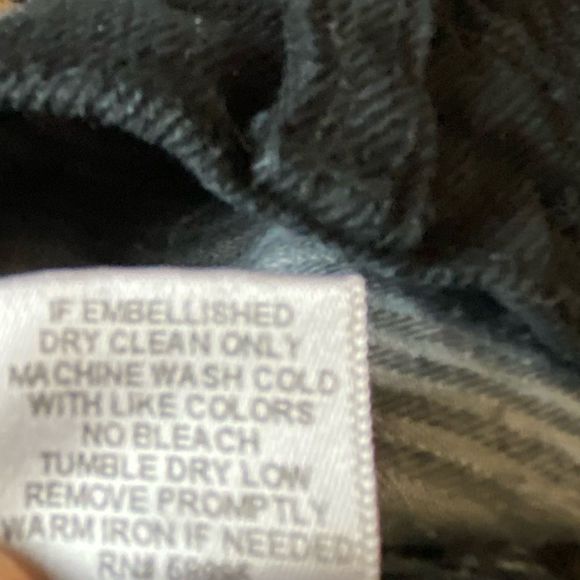 IF EMBELLISHED
DRY CLEAN ONLY
MACHINE WASH COLD
WITH LIKE COLORS
NO BLEACH
TUMBLE DRY LOW
REMOVE PROMPTLY
WARM IRON IF NEEDED
RN#